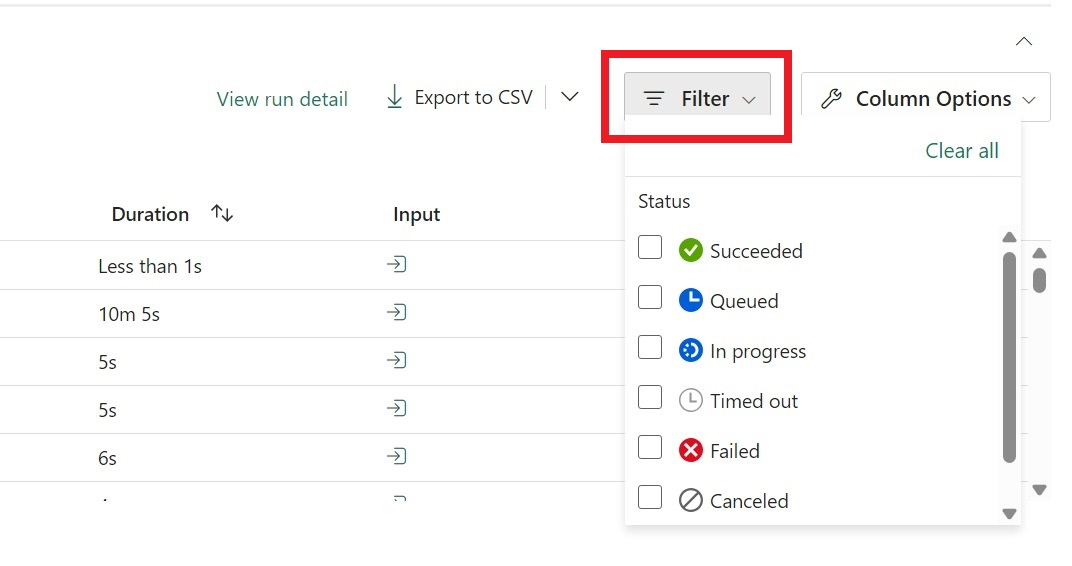 View run detail
Export to CSV
Filter
Column Options
Clear all
Duration
Input
Status
Less than 1s
10m 5s
5s
5s
6s
Succeeded
Queued
In progress
Timed out
Failed
Canceled